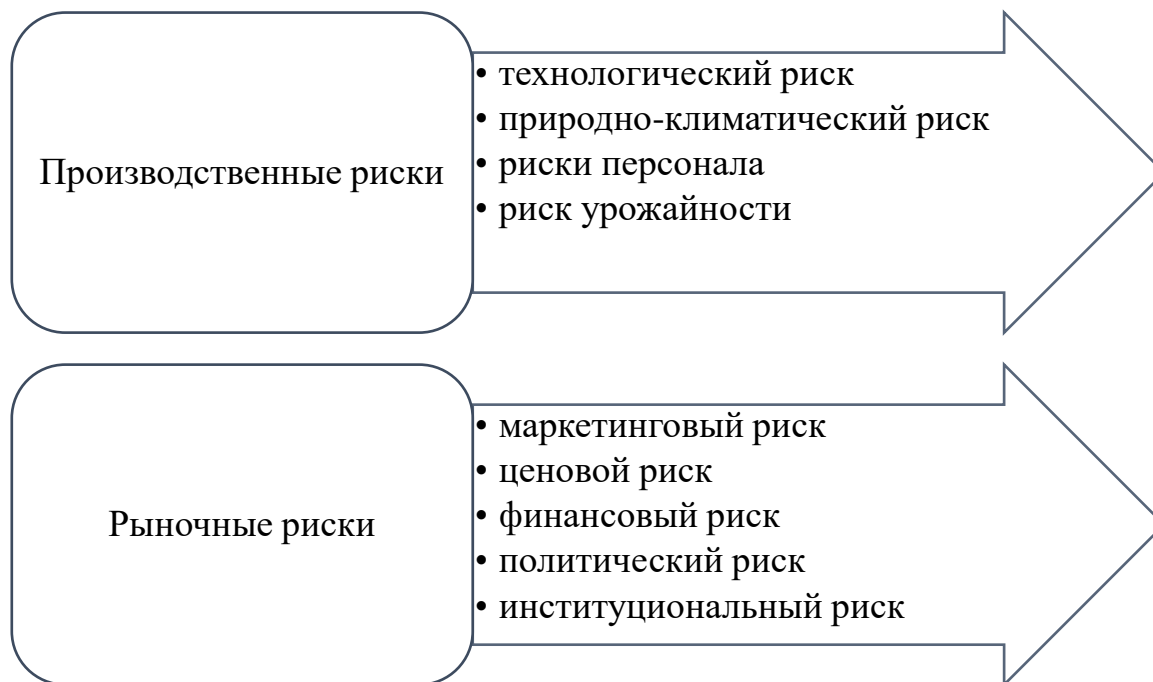 Производственные риски
• технологический риск
• природно-климатический риск
• риски персонала
• риск урожайности
Рыночные риски
• маркетинговый риск
• ценовой риск
• финансовый риск
• политический риск
• институциональный риск